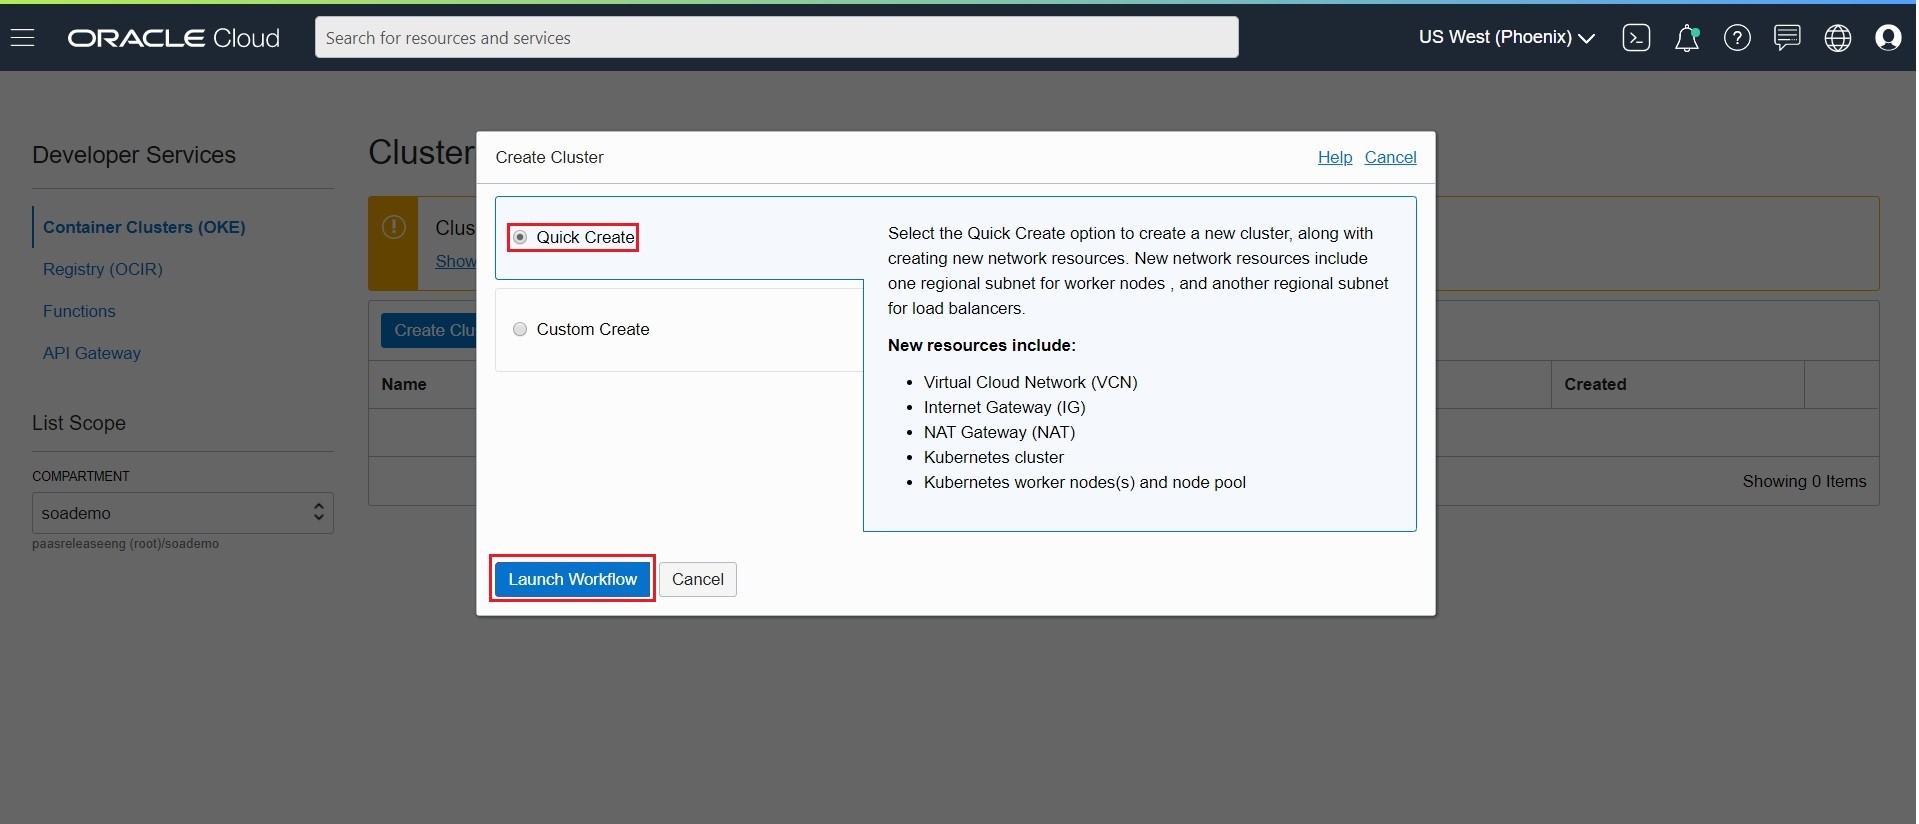 ORACLE Cloud
Search for resources and services
US West (Phoenix)
Developer Services
Container Clusters (OKE)
Registry (OCIR)
Functions
API Gateway
List Scope
COMPARTMENT
soademo
paasreleaseeng (root)/soademo
Cluster
Clus
Show
Create Clu
Name
Created
Showing 0 Items
Create Cluster
Help Cancel
Quick Create
Custom Create
Select the Quick Create option to create a new cluster, along with
creating new network resources. New network resources include
one regional subnet for worker nodes , and another regional subnet
for load balancers.
New resources include:
• Virtual Cloud Network (VCN)
• Internet Gateway (IG)
• NAT Gateway (NAT)
• Kubernetes cluster
• Kubernetes worker nodes(s) and node pool
Launch Workflow Cancel